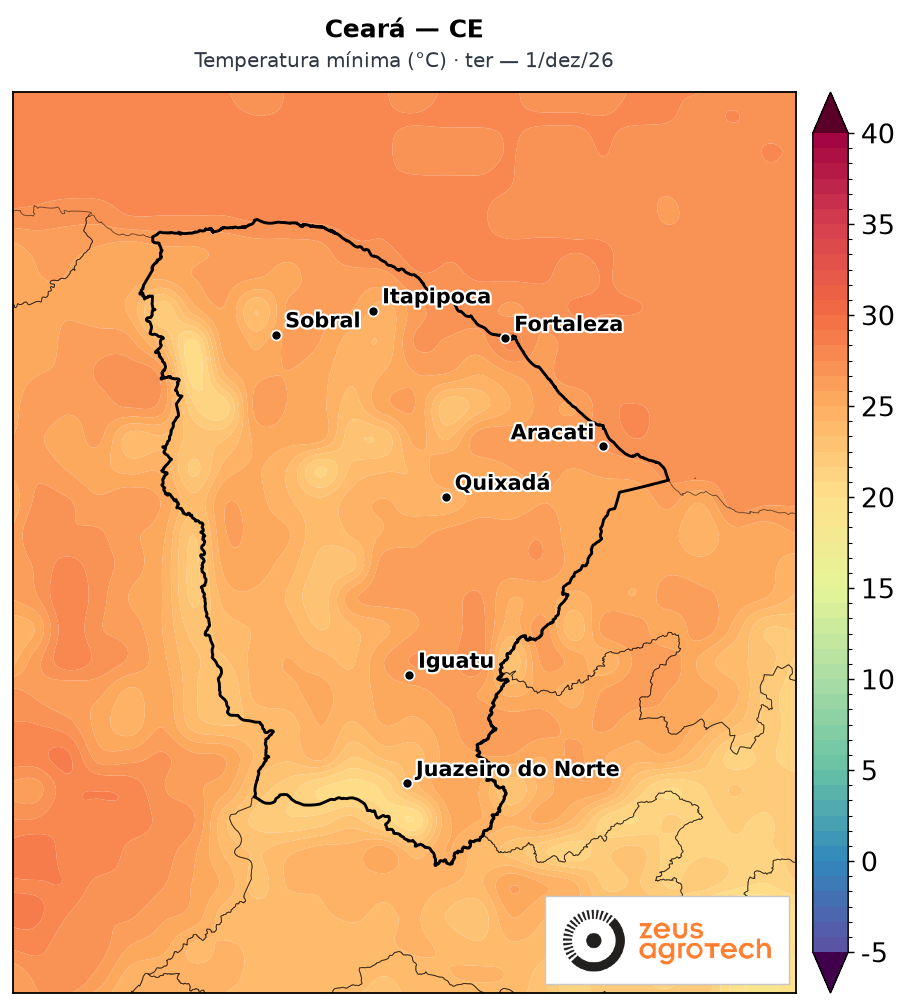 Ceará — CE
Temperatura mínima (°C) · ter — 1/dez/26
Itapipoca
Sobral
Fortaleza
Aracati
Quixadá
Iguatu
Juazeiro do Norte
40
35
30
25
20
15
10
5
0
-5
zeus
agrotech